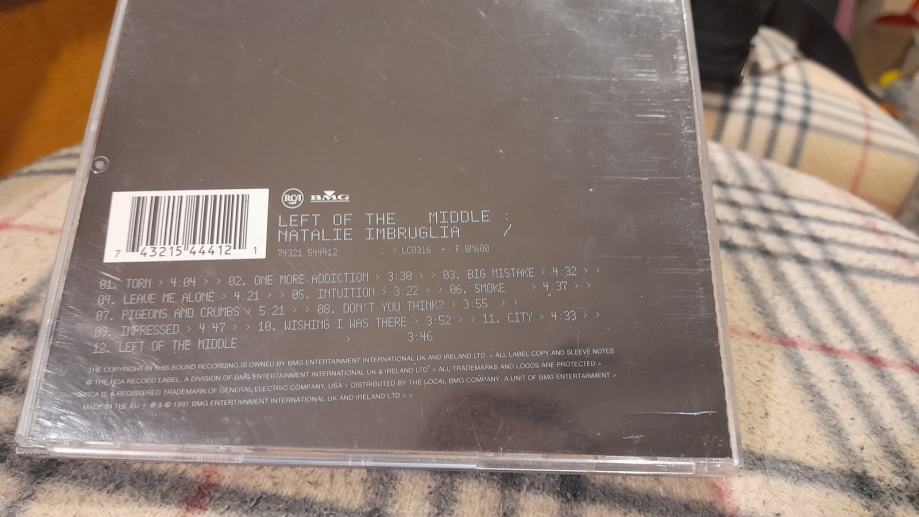 RCA BMG
LEFT OF THE MIDDLE :
NATALIE IMBRUGLIA /
74321 544412 . > LC0316 - F:BM600
7 43215 44412 1
01. TORN > 4:04 > > 02. ONE MORE ADDICTION > 3:30 > > 03. BIG MISTAKE > 4:32 > >
04. LEAVE ME ALONE > 4:21 > > 05. INTUITION > 3:22 > > 06. SMOKE > 4:37 > >
07. PIGEONS AND CRUMBS > 5:21 > > 08. DON'T YOU THINK? > 3:55 > >
09. IMPRESSED > 4:47 > > 10. WISHING I WAS THERE > 3:52 > > 11. CITY > 4:33 > >
12. LEFT OF THE MIDDLE > 3:46
THE COPYRIGHT IN THIS SOUND RECORDING IS OWNED BY BMG ENTERTAINMENT INTERNATIONAL UK AND IRELAND LTD > ALL LABEL COPY AND SLEEVE NOTES
© THE RCA RECORD LABEL. A DIVISION OF BMG ENTERTAINMENT INTERNATIONAL UK & IRELAND LTD > ALL TRADEMARKS AND LOGOS ARE PROTECTED >
RCA IS A REGISTERED TRADEMARK OF GENERAL ELECTRIC COMPANY, USA > DISTRIBUTED BY THE LOCAL BMG COMPANY. A UNIT OF BMG ENTERTAINMENT >
MADE IN THE EU > ℗ & © 1997 BMG ENTERTAINMENT INTERNATIONAL UK AND IRELAND LTD > >